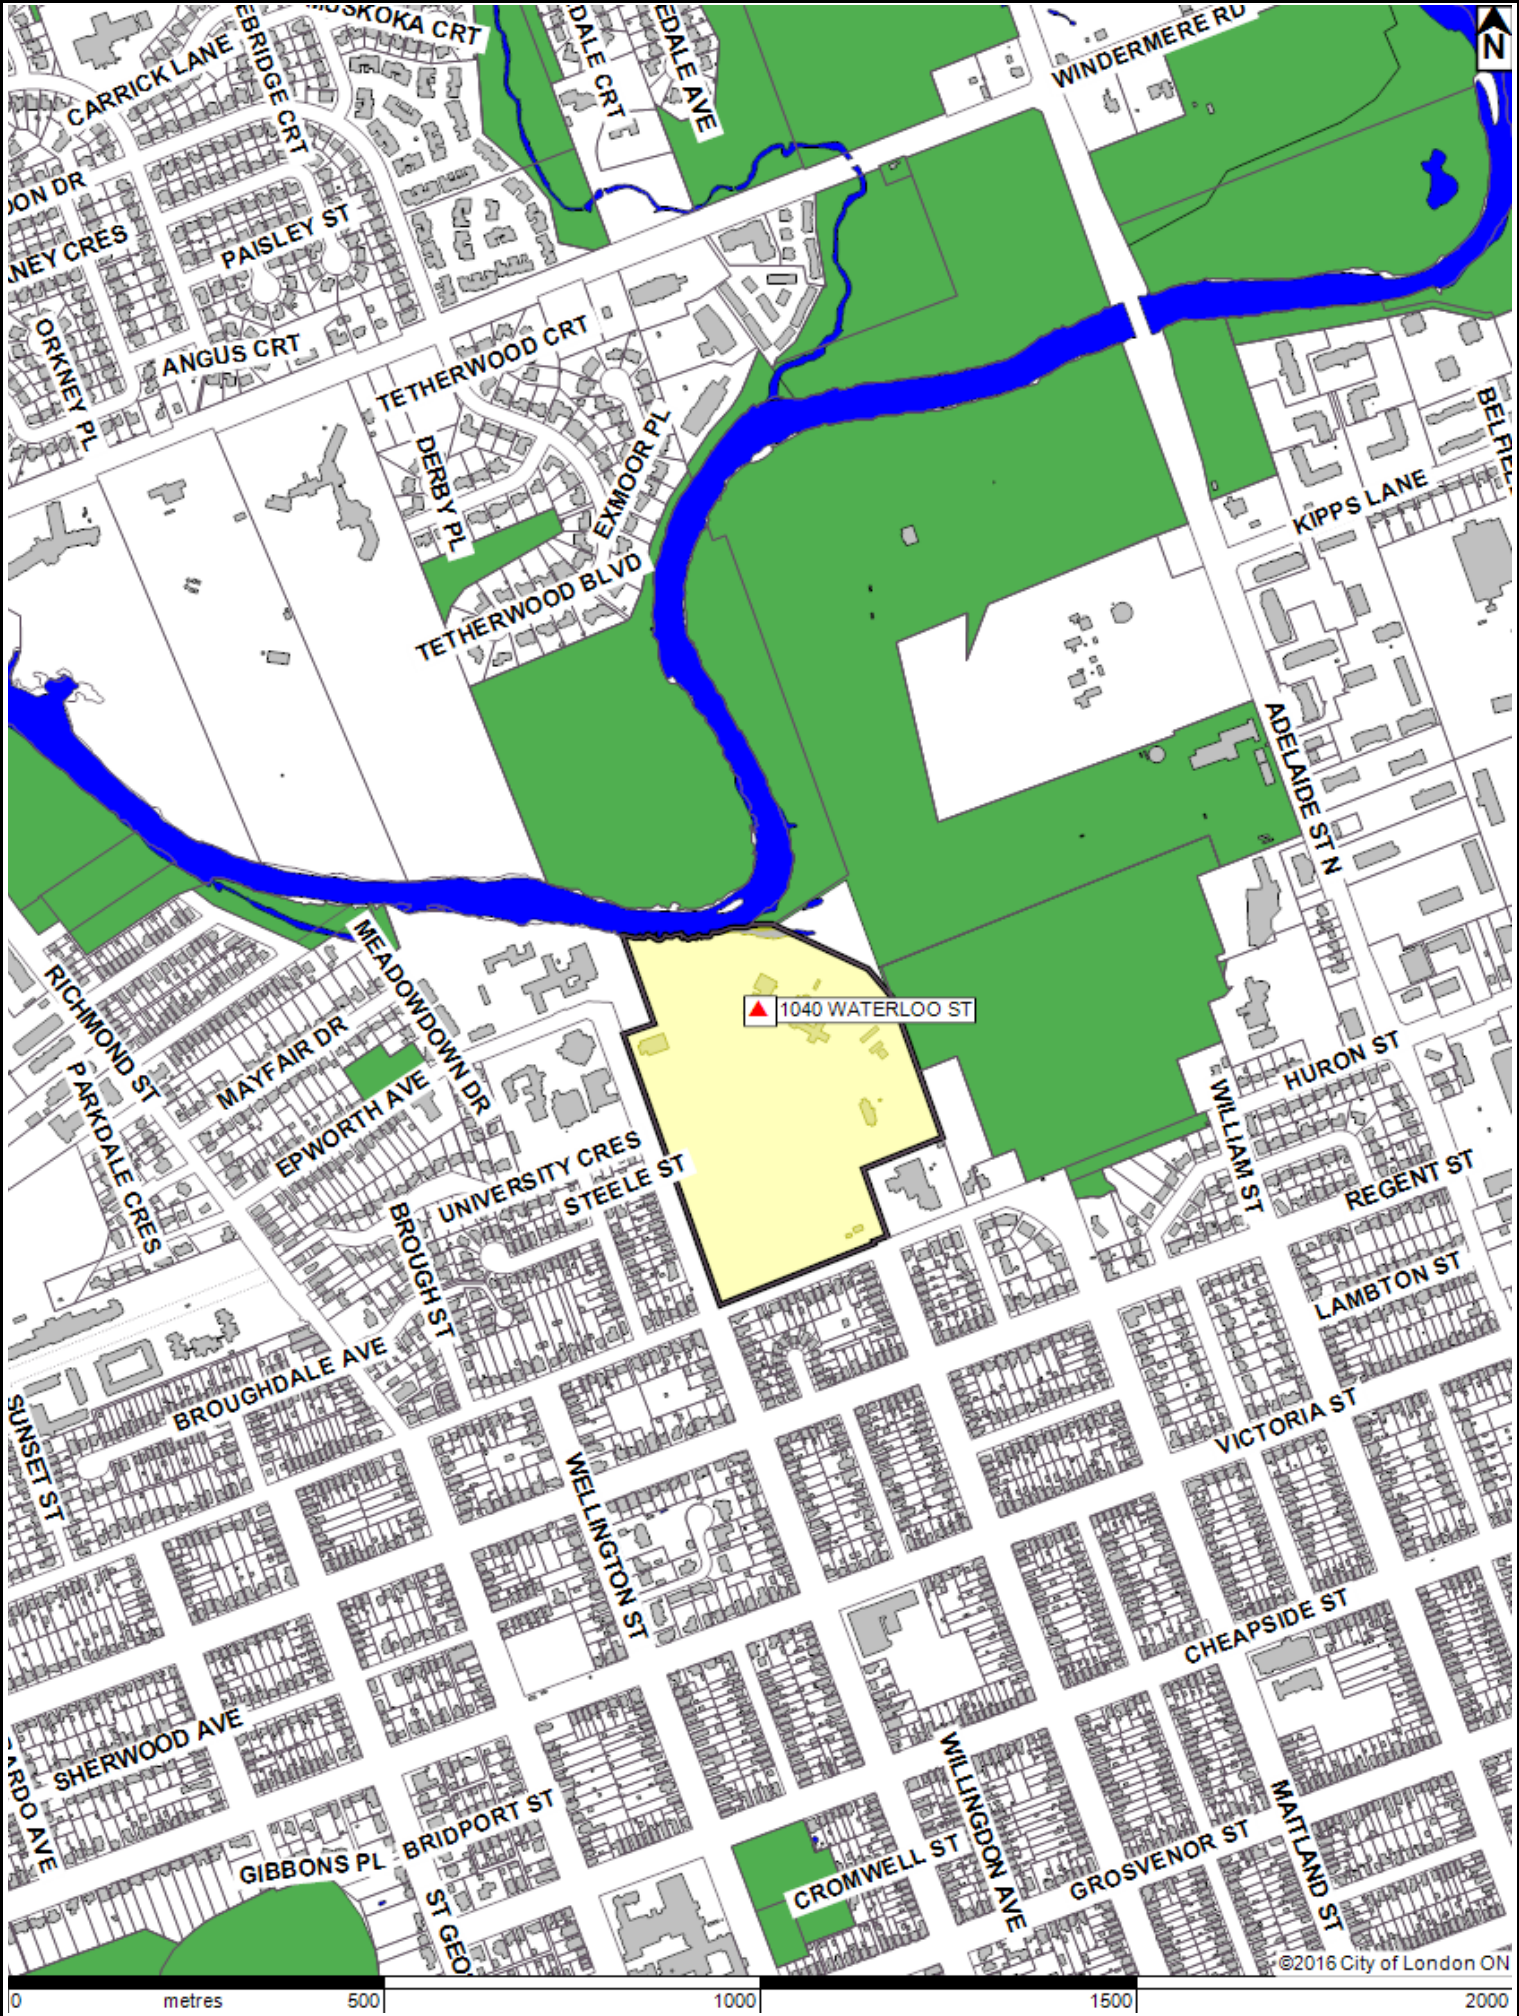 MUSKOKA CRT
N
WINDERMERE RD
CARRICK LANE
EBRIDGE CRT
DALE CRT
EDALE AVE
DON DR
PAISLEY ST
NEY CRES
ORKNEY PL
ANGUS CRT
TETHERWOOD CRT
DERBY PL
EXMOOR PL
BELFIE
KIPPS LANE
TETHERWOOD BLVD
ADELAIDE ST N
MEADOWDOWN DR
RICHMOND ST
1040 WATERLOO ST
MAYFAIR DR
PARKDALE CRES
EPWORTH AVE
HURON ST
WILLIAM ST
UNIVERSITY CRES
STEELE ST
REGENT ST
BROUGH ST
LAMBTON ST
BROUGHDALE AVE
SUNSET ST
VICTORIA ST
WELLINGTON ST
CHEAPSIDE ST
SHERWOOD AVE
ARDO AVE
WILLINGDON AVE
MAITLAND ST
BRIDPORT ST
GIBBONS PL
CROMWELL ST
GROSVENOR ST
ST GEO
©2016 City of London ON
0 metres 500 1000 1500 2000